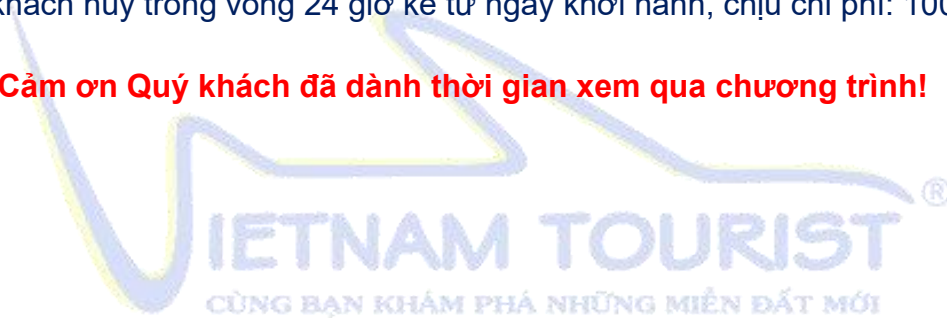 khách hủy trong vòng 24 giờ kể từ ngày khởi hành, chịu chi phí: 100
Cảm ơn Quý khách đã dành thời gian xem qua chương trình!
VIETNAM TOURIST ®
CÙNG BẠN KHÁM PHÁ NHỮNG MIỀN ĐẤT MỚI